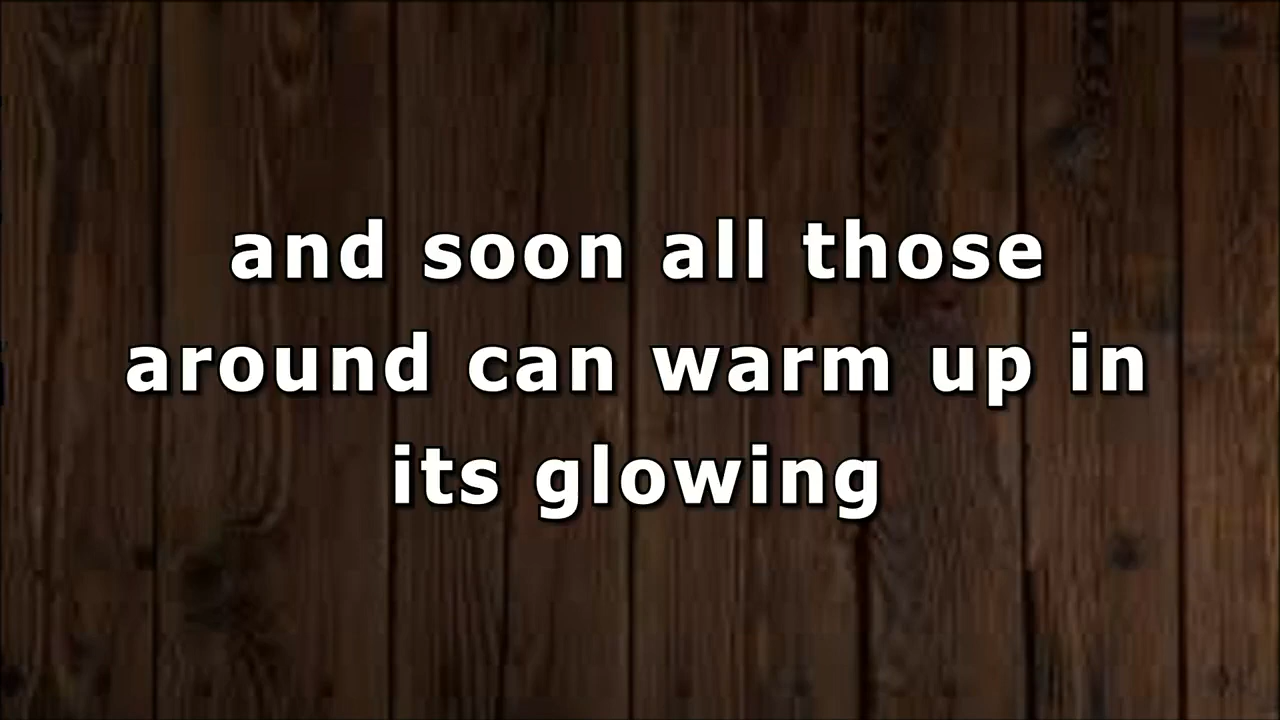 and soon all those
around can warm up in
its glowing